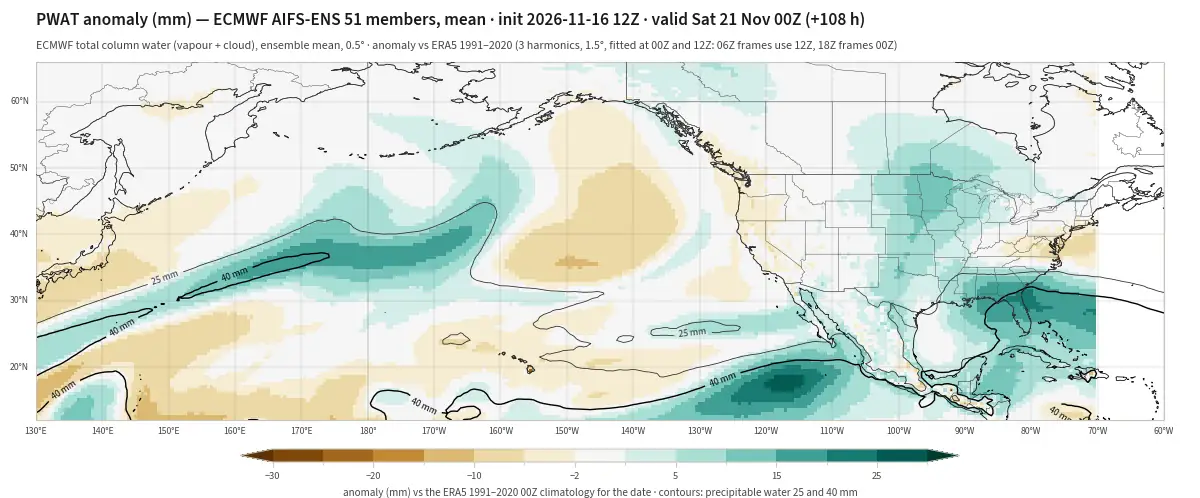 PWAT anomaly (mm) — ECMWF AIFS-ENS 51 members, mean · init 2026-11-16 12Z · valid Sat 21 Nov 00Z (+108 h)
ECMWF total column water (vapour + cloud), ensemble mean, 0.5° · anomaly vs ERA5 1991–2020 (3 harmonics, 1.5°, fitted at 00Z and 12Z: 06Z frames use 12Z, 18Z frames 00Z)
60°N
50°N
40°N
30°N
20°N
25 mm
40 mm
40 mm
25 mm
40 mm
40 mm
40 mm
40 mm
130°E 140°E 150°E 160°E 170°E 180° 170°W 160°W 150°W 140°W 130°W 120°W 110°W 100°W 90°W 80°W 70°W 60°W
−30 −20 −10 −2 5 15 25
anomaly (mm) vs the ERA5 1991–2020 00Z climatology for the date · contours: precipitable water 25 and 40 mm